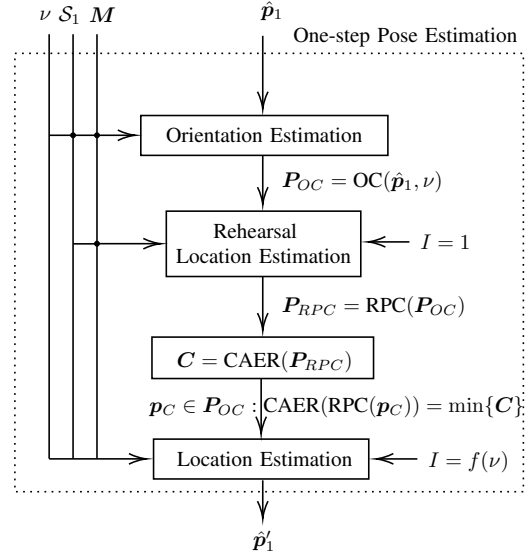 ν 𝒮₁ M p̂₁
One-step Pose Estimation
Orientation Estimation
P_OC = OC(p̂₁, ν)
Rehearsal
Location Estimation
I = 1
P_RPC = RPC(P_OC)
C = CAER(P_RPC)
p_C ∈ P_OC : CAER(RPC(p_C)) = min{C}
Location Estimation
I = f(ν)
p̂′₁